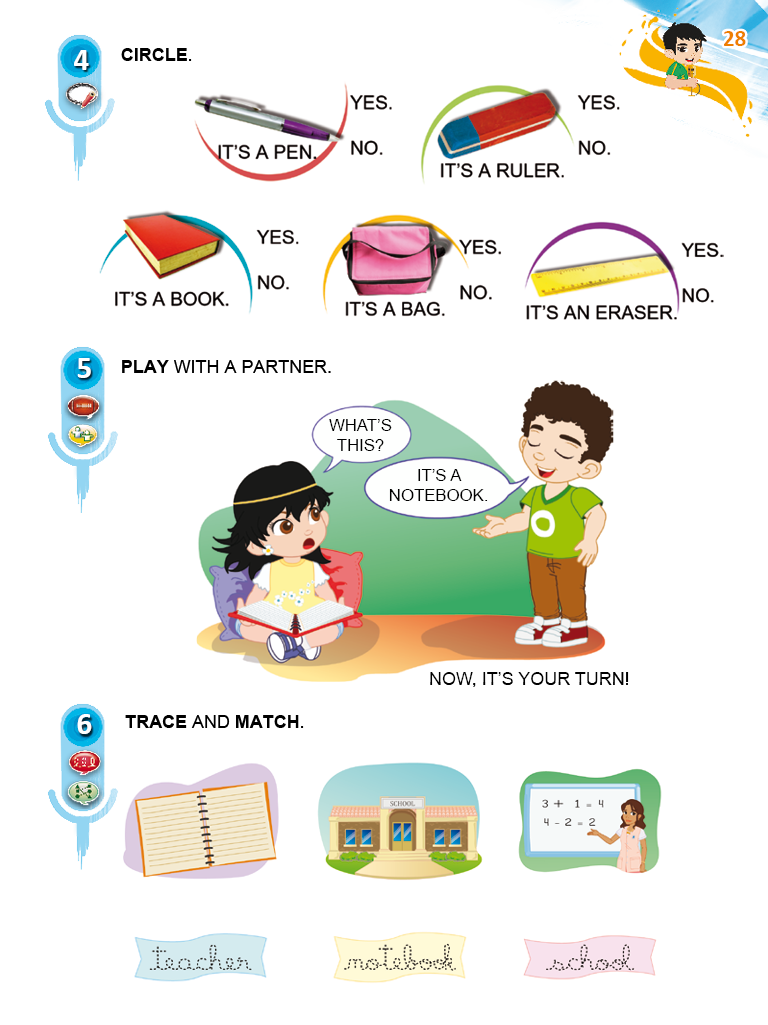 28
4
CIRCLE.
YES.
IT'S A PEN.
NO.
YES.
NO.
IT'S A RULER.
YES.
NO.
IT'S A BOOK.
YES.
NO.
IT'S A BAG.
YES.
NO.
IT'S AN ERASER.
5
PLAY WITH A PARTNER.
WHAT'S
THIS?
IT'S A
NOTEBOOK.
NOW, IT'S YOUR TURN!
6
TRACE AND MATCH.
SCHOOL
3 + 1 = 4
4 - 2 = 2
teacher
notebook
school